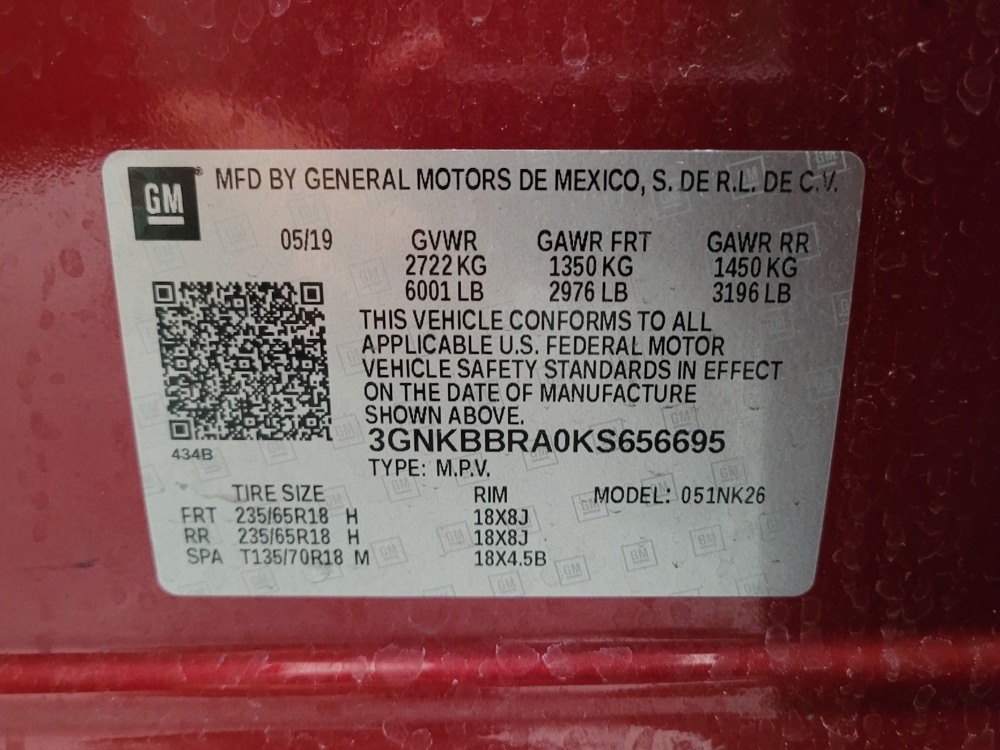 GM
MFD BY GENERAL MOTORS DE MEXICO, S. DE R.L. DE C.V.
05/19 GVWR GAWR FRT GAWR RR
2722 KG 1350 KG 1450 KG
6001 LB 2976 LB 3196 LB
THIS VEHICLE CONFORMS TO ALL
APPLICABLE U.S. FEDERAL MOTOR
VEHICLE SAFETY STANDARDS IN EFFECT
ON THE DATE OF MANUFACTURE
SHOWN ABOVE.
3GNKBBRA0KS656695
434B
TYPE: M.P.V.
TIRE SIZE RIM MODEL: 051NK26
FRT 235/65R18 H 18X8J
RR 235/65R18 H 18X8J
SPA T135/70R18 M 18X4.5B